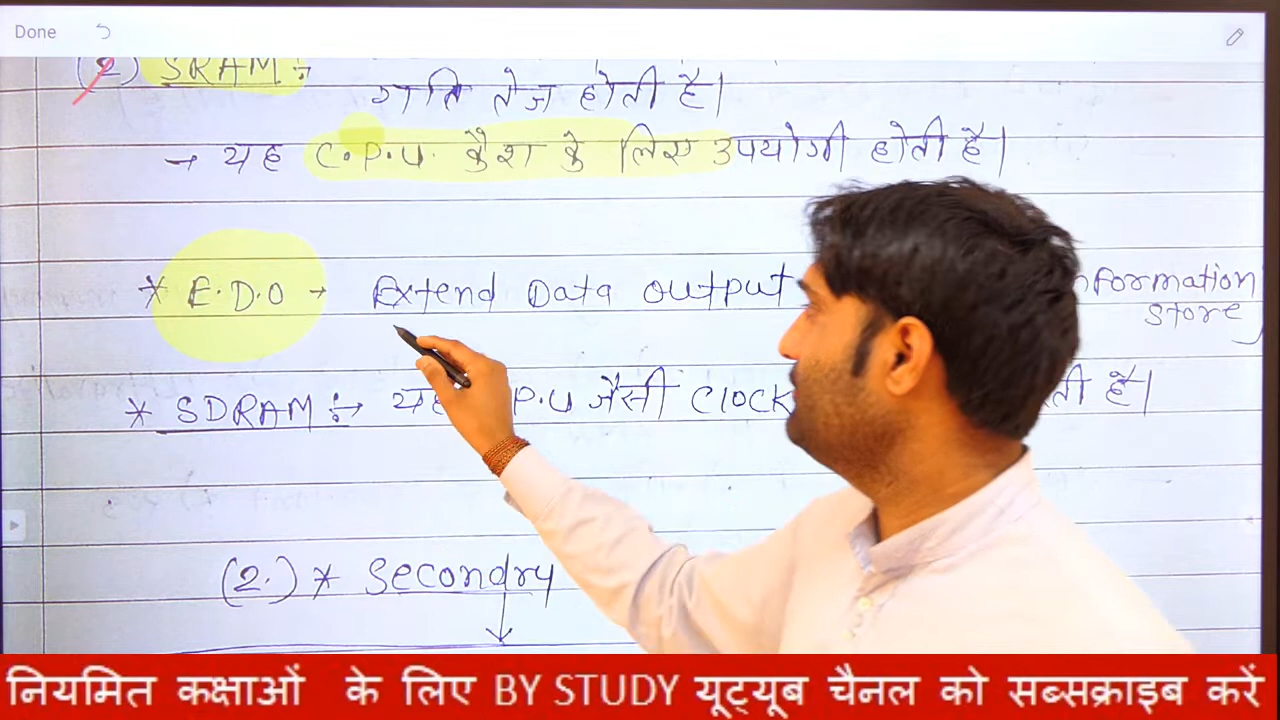 Done
(2) SRAM :-
गति तेज होती है।
→ यह C.P.U. कैश के लिए उपयोगी होती है।
* E.D.O → Extend Data output nformation
store)
* SDRAM :→ यह P.U जैसी Clock ती है।
(2.) * Secondry
नियमित कक्षाओं के लिए BY STUDY यूट्यूब चैनल को सब्सक्राइब करें